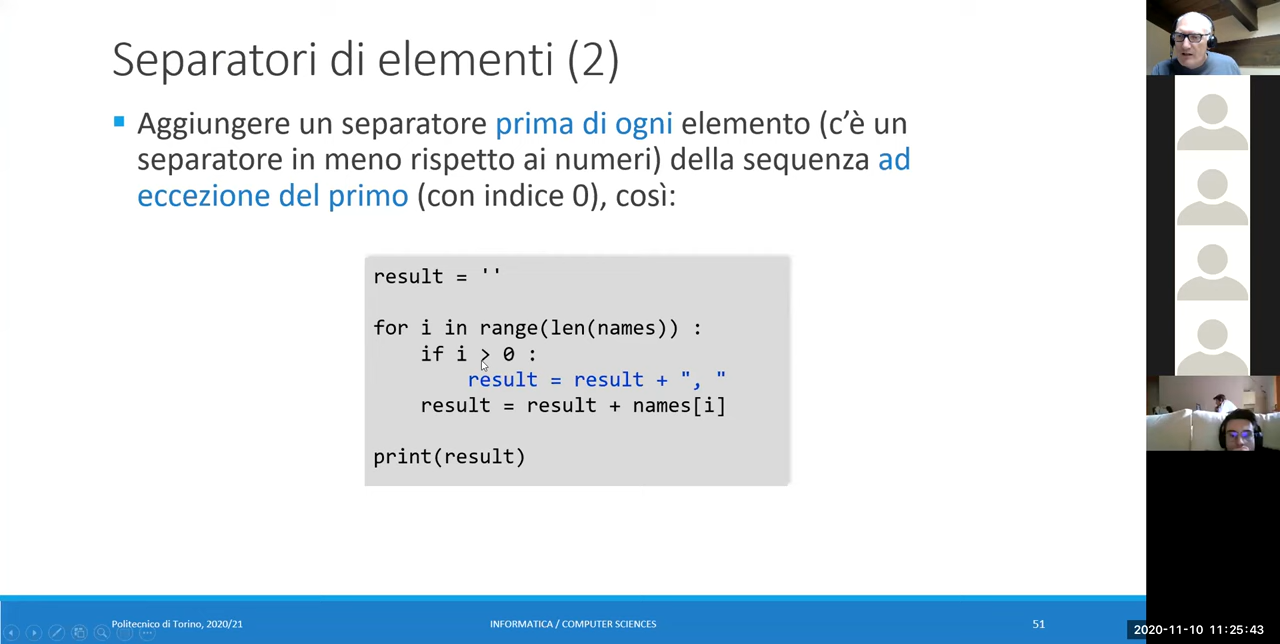 Separatori di elementi (2)
Aggiungere un separatore prima di ogni elemento (c'è un
separatore in meno rispetto ai numeri) della sequenza ad
eccezione del primo (con indice 0), così:
result = ''
for i in range(len(names)) :
if i > 0 :
result = result + ", "
result = result + names[i]
print(result)
Politecnico di Torino, 2020/21
INFORMATICA / COMPUTER SCIENCES
51
2020-11-10 11:25:43